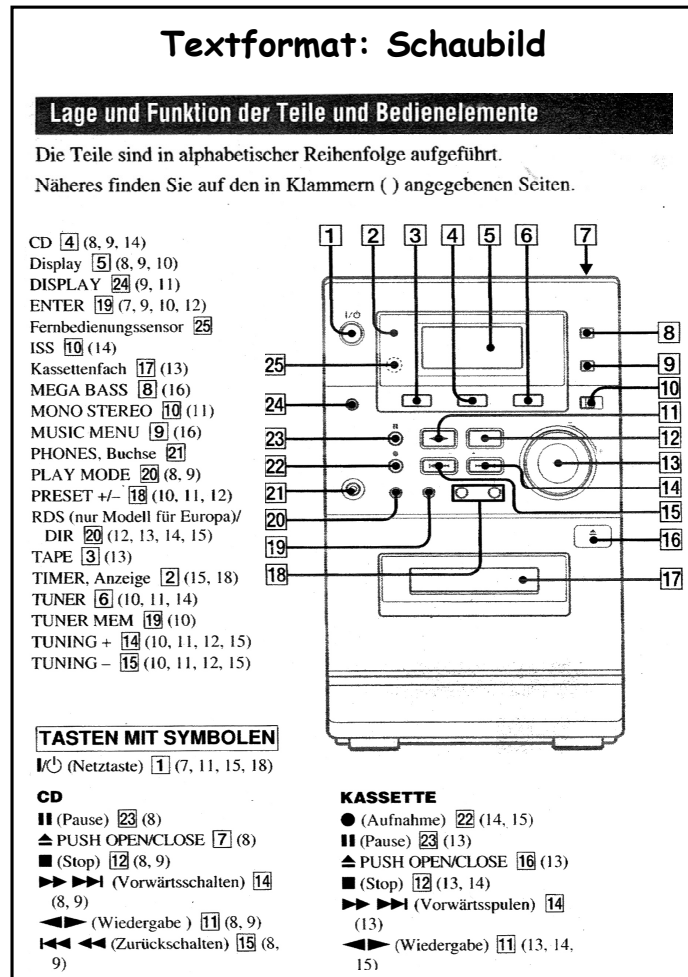 Textformat: Schaubild
Lage und Funktion der Teile und Bedienelemente
Die Teile sind in alphabetischer Reihenfolge aufgeführt.
Näheres finden Sie auf den in Klammern ( ) angegebenen Seiten.
CD 4 (8, 9, 14)
Display 5 (8, 9, 10)
DISPLAY 24 (9, 11)
ENTER 19 (7, 9, 10, 12)
Fernbedienungssensor 25
ISS 10 (14)
Kassettenfach 17 (13)
MEGA BASS 8 (16)
MONO STEREO 10 (11)
MUSIC MENU 9 (16)
PHONES, Buchse 21
PLAY MODE 20 (8, 9)
PRESET +/– 18 (10, 11, 12)
RDS (nur Modell für Europa)/
DIR 20 (12, 13, 14, 15)
TAPE 3 (13)
TIMER, Anzeige 2 (15, 18)
TUNER 6 (10, 11, 14)
TUNER MEM 19 (10)
TUNING + 14 (10, 11, 12, 15)
TUNING – 15 (10, 11, 12, 15)
1 2 3 4 5 6 7
I/⏻
8
9
10
11
12
13
14
15
16
17
25
24
23
22
21
20
19
18
TASTEN MIT SYMBOLEN
I/⏻ (Netztaste) 1 (7, 11, 15, 18)
CD
▮▮ (Pause) 23 (8)
≜ PUSH OPEN/CLOSE 7 (8)
■ (Stop) 12 (8, 9)
▶▶ ▶▶I (Vorwärtsschalten) 14
(8, 9)
◀▶ (Wiedergabe ) 11 (8, 9)
I◀◀ ◀◀ (Zurückschalten) 15 (8,
9)
KASSETTE
● (Aufnahme) 22 (14, 15)
▮▮ (Pause) 23 (13)
≜ PUSH OPEN/CLOSE 16 (13)
■ (Stop) 12 (13, 14)
▶▶ ▶▶I (Vorwärtsspulen) 14
(13)
◀▶ (Wiedergabe) 11 (13, 14,
15)